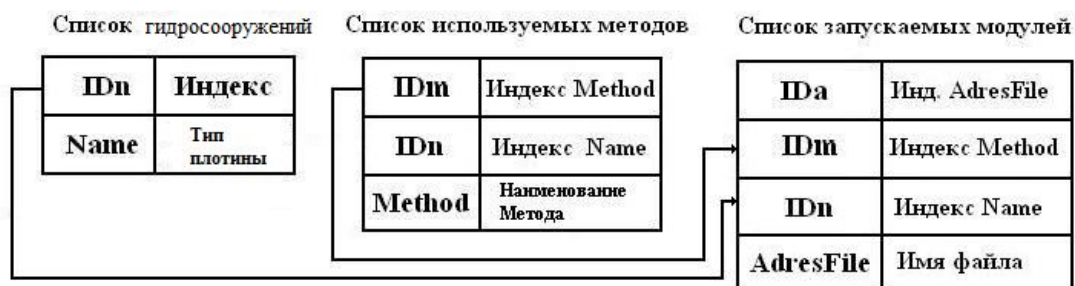 Список гидросооружений
IDn Индекс
Name Тип
плотины
Список используемых методов
IDm Индекс Method
IDn Индекс Name
Method Наименование
Метода
Список запускаемых модулей
IDa Инд. AdresFile
IDm Индекс Method
IDn Индекс Name
AdresFile Имя файла